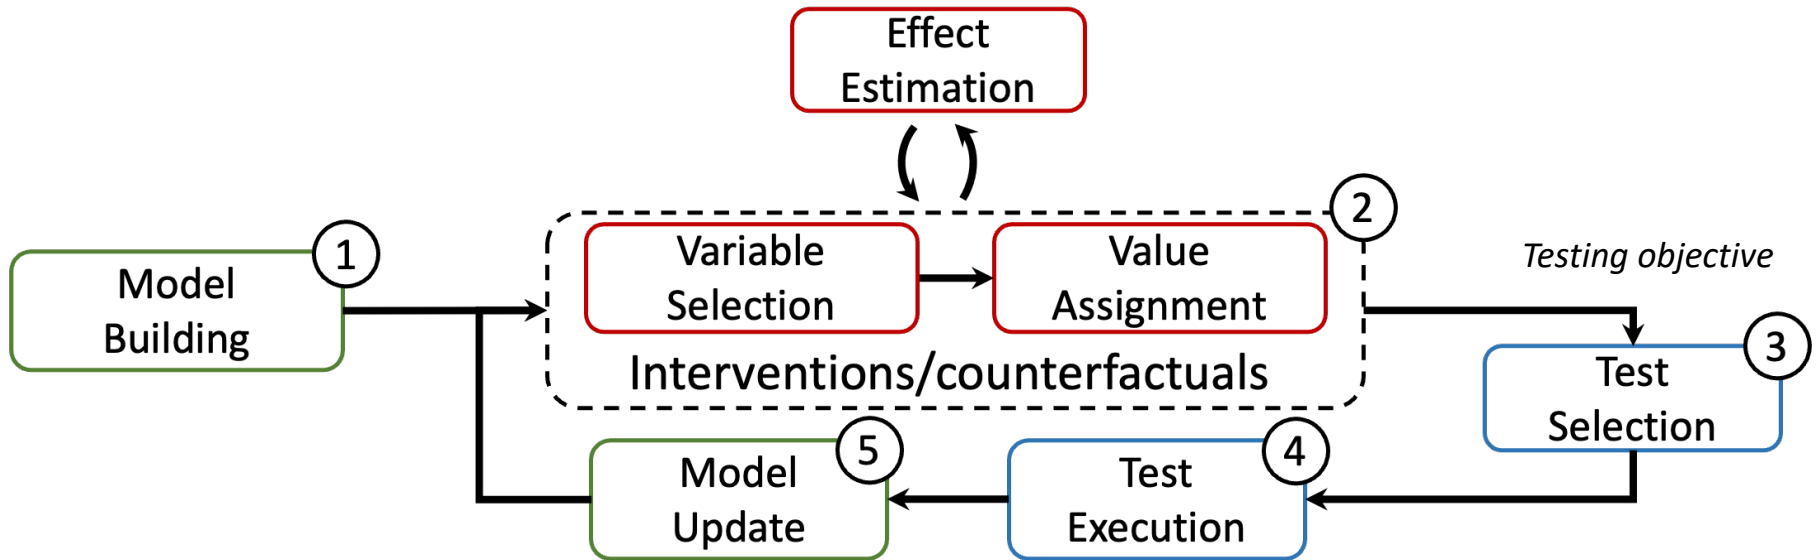 Effect
Estimation
2
Variable
Selection
Value
Assignment
Interventions/counterfactuals
1
Model
Building
Testing objective
3
Test
Selection
4
Test
Execution
5
Model
Update